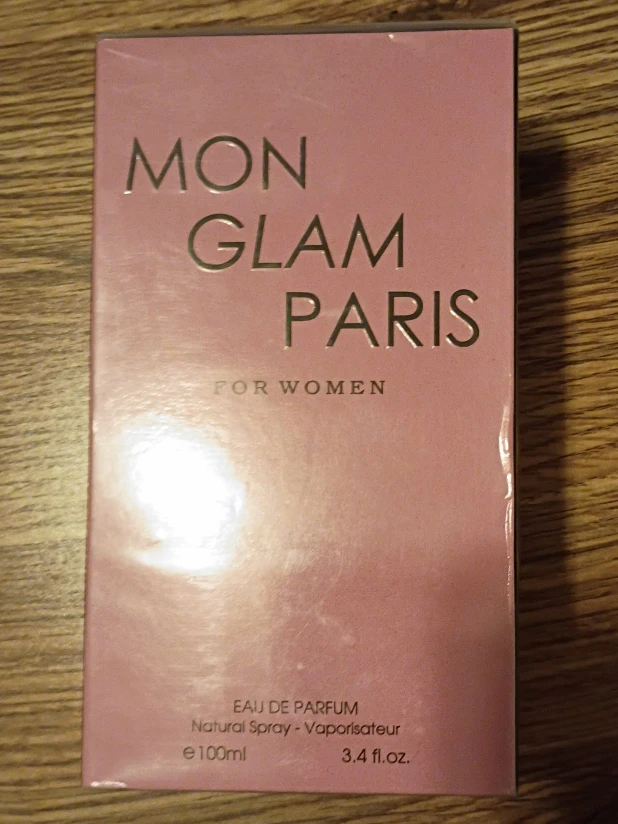 MON
GLAM
PARIS
FOR WOMEN
EAU DE PARFUM
Natural Spray - Vaporisateur
℮100ml 3.4 fl.oz.